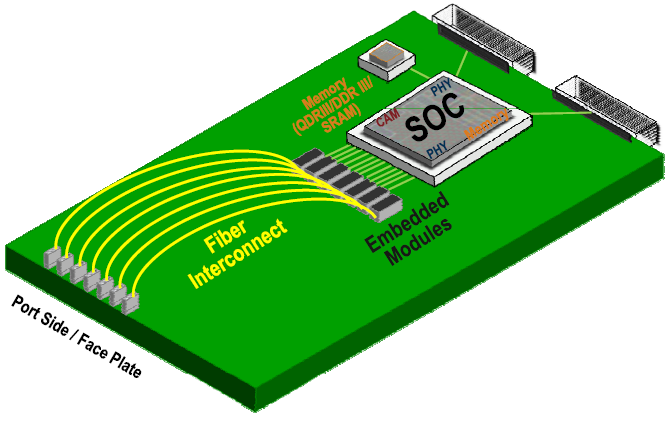 Memory
(QDRII/DDR III/
SRAM)
PHY
CAM
SOC
Memory
PHY
Embedded
Modules
Fiber
Interconnect
Port Side / Face Plate